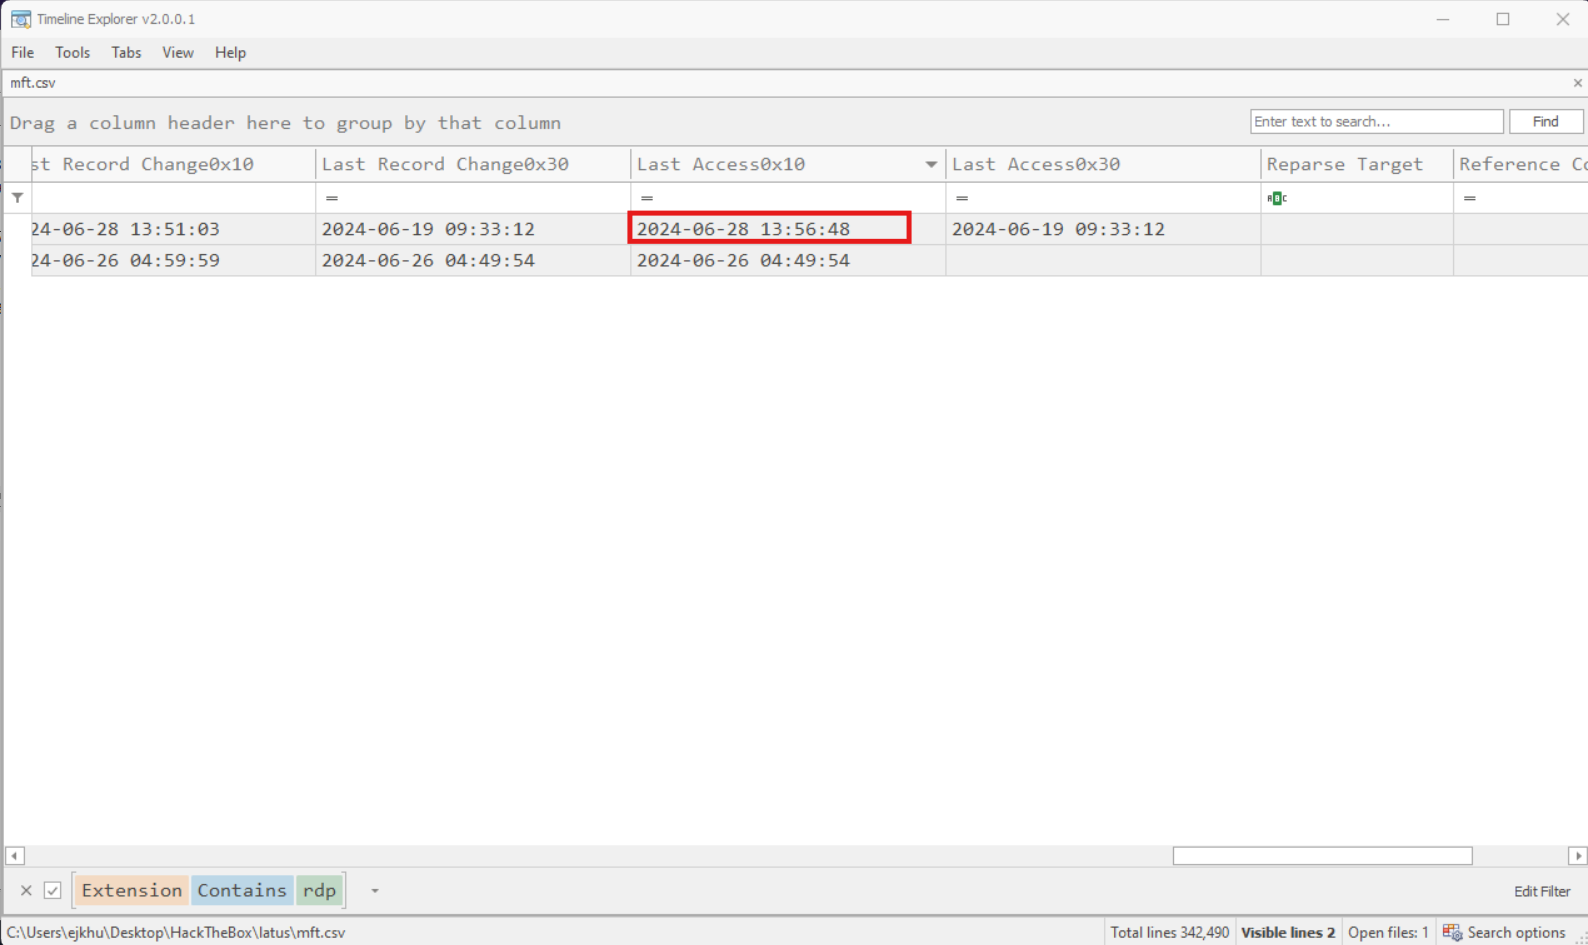 Timeline Explorer v2.0.0.1
File Tools Tabs View Help
mft.csv
Drag a column header here to group by that column
Enter text to search...
Find
st Record Change0x10 Last Record Change0x30 Last Access0x10 Last Access0x30 Reparse Target Reference Co
= = = ABC =
24-06-28 13:51:03 2024-06-19 09:33:12 2024-06-28 13:56:48 2024-06-19 09:33:12
24-06-26 04:59:59 2024-06-26 04:49:54 2024-06-26 04:49:54
Extension Contains rdp
Edit Filter
C:\Users\ejkhu\Desktop\HackTheBox\latus\mft.csv Total lines 342,490 Visible lines 2 Open files: 1 Search options